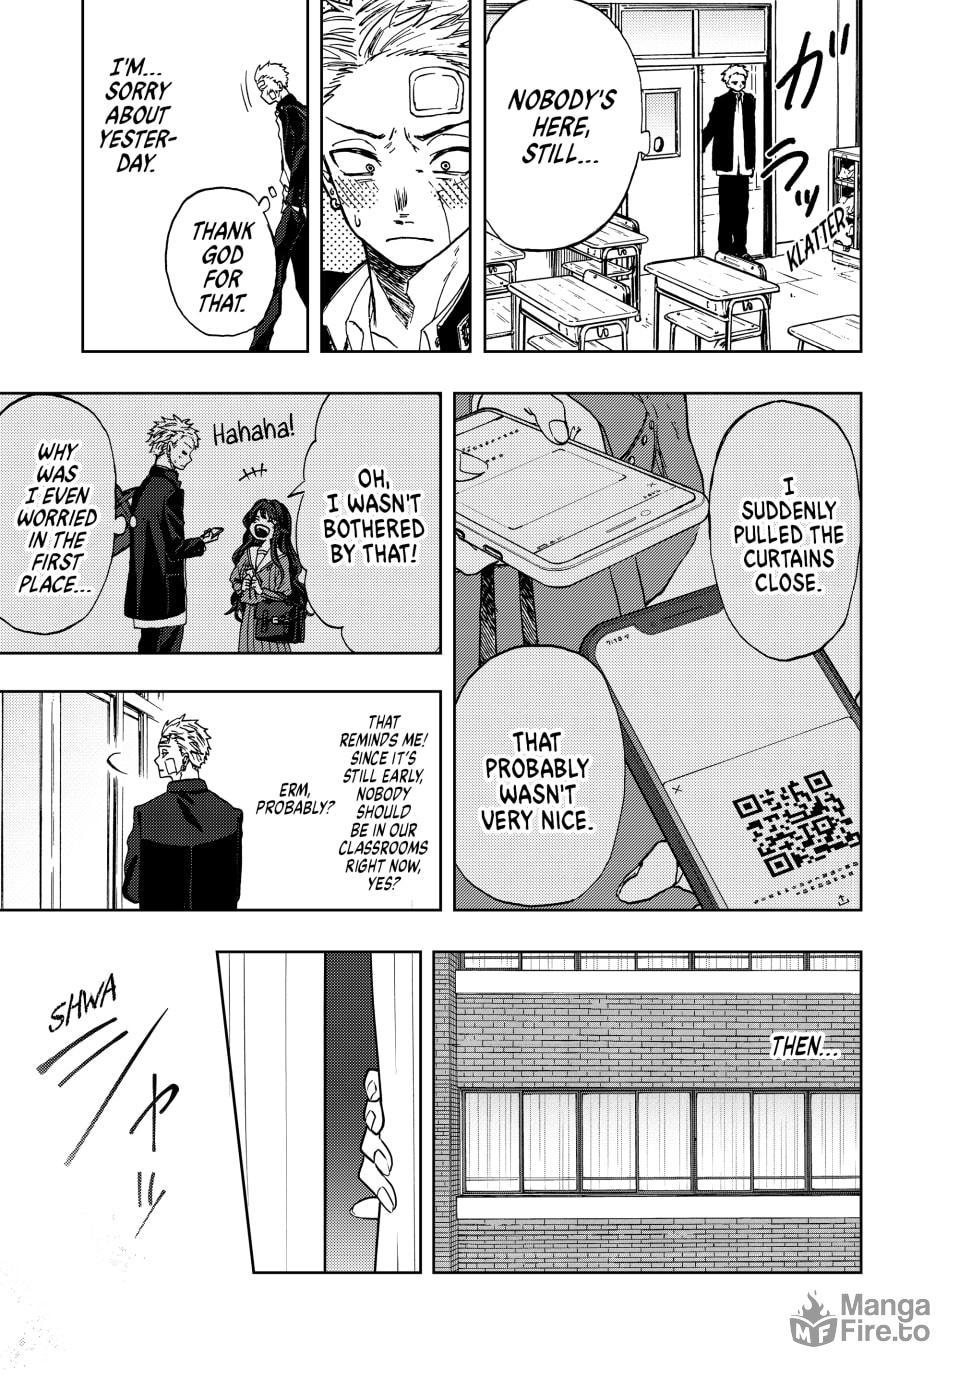 NOBODY'S
HERE,
STILL...
ガラッ
KLATTER
I'M...
SORRY
ABOUT
YESTER-
DAY.
THANK
GOD
FOR
THAT.
I
SUDDENLY
PULLED THE
CURTAINS
CLOSE.
THAT
PROBABLY
WASN'T
VERY NICE.
OH,
I WASN'T
BOTHERED
BY THAT!
Hahaha!
WHY
WAS
I EVEN
WORRIED
IN THE
FIRST
PLACE...
THAT
REMINDS ME!
SINCE IT'S
STILL EARLY,
NOBODY
SHOULD
BE IN OUR
CLASSROOMS
RIGHT NOW,
YES?
ERM,
PROBABLY?
THEN...
SHWA
シャッ
Manga
Fire.to
MF